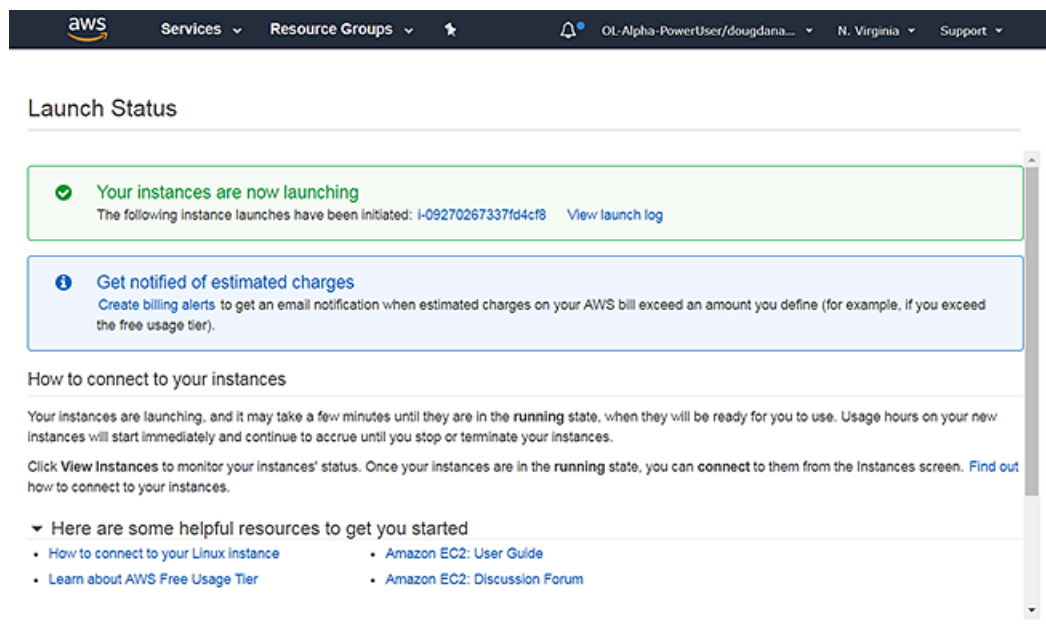 aws Services Resource Groups OL-Alpha-PowerUser/dougdana... N. Virginia Support
Launch Status
Your instances are now launching
The following instance launches have been initiated: i-09270267337fd4cf8 View launch log
Get notified of estimated charges
Create billing alerts to get an email notification when estimated charges on your AWS bill exceed an amount you define (for example, if you exceed
the free usage tier).
How to connect to your instances
Your instances are launching, and it may take a few minutes until they are in the running state, when they will be ready for you to use. Usage hours on your new
instances will start immediately and continue to accrue until you stop or terminate your instances.
Click View Instances to monitor your instances' status. Once your instances are in the running state, you can connect to them from the Instances screen. Find out
how to connect to your instances.
Here are some helpful resources to get you started
• How to connect to your Linux instance • Amazon EC2: User Guide
• Learn about AWS Free Usage Tier • Amazon EC2: Discussion Forum